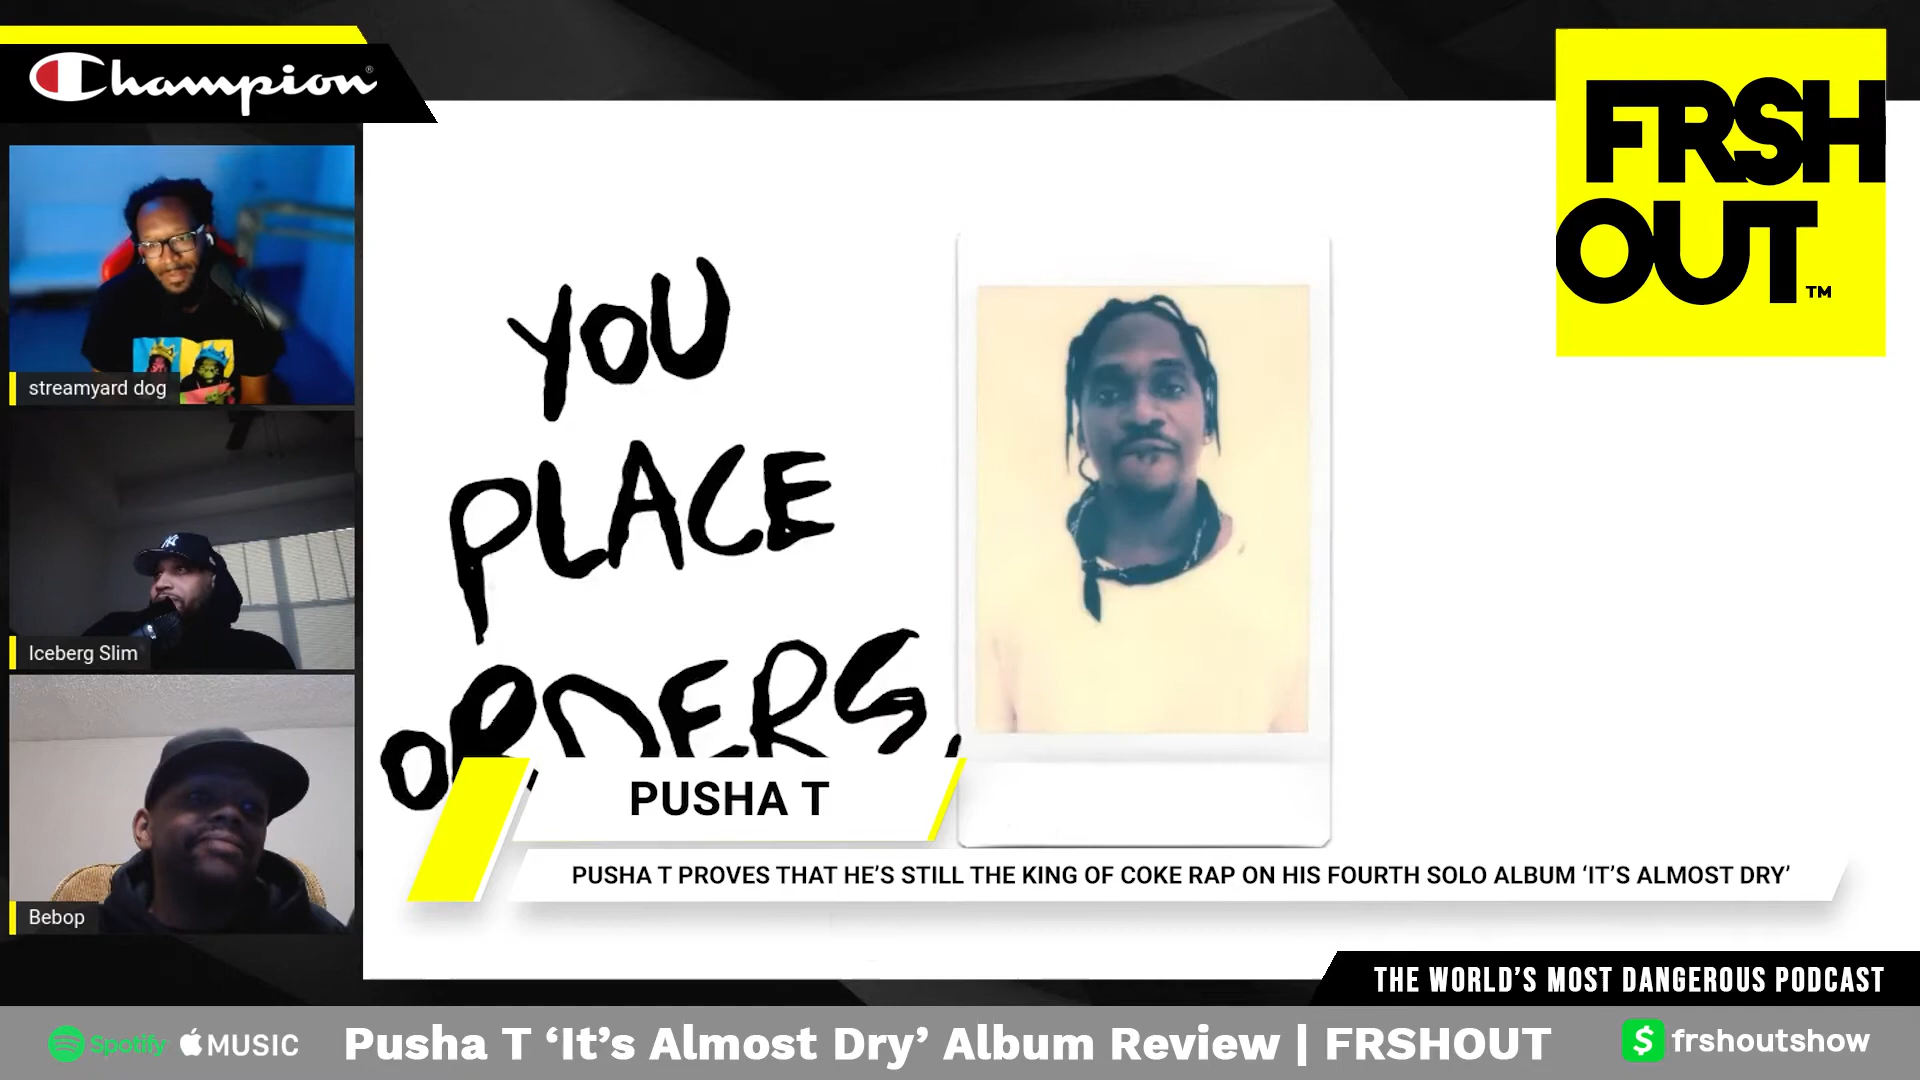 Champion®
FRSH
OUT™
streamyard dog
Iceberg Slim
Bebop
NY
YOU
PLACE
ORDERS,
PUSHA T
PUSHA T PROVES THAT HE’S STILL THE KING OF COKE RAP ON HIS FOURTH SOLO ALBUM ‘IT’S ALMOST DRY’
THE WORLD’S MOST DANGEROUS PODCAST
Spotify MUSIC Pusha T ‘It’s Almost Dry’ Album Review | FRSHOUT $ frshoutshow